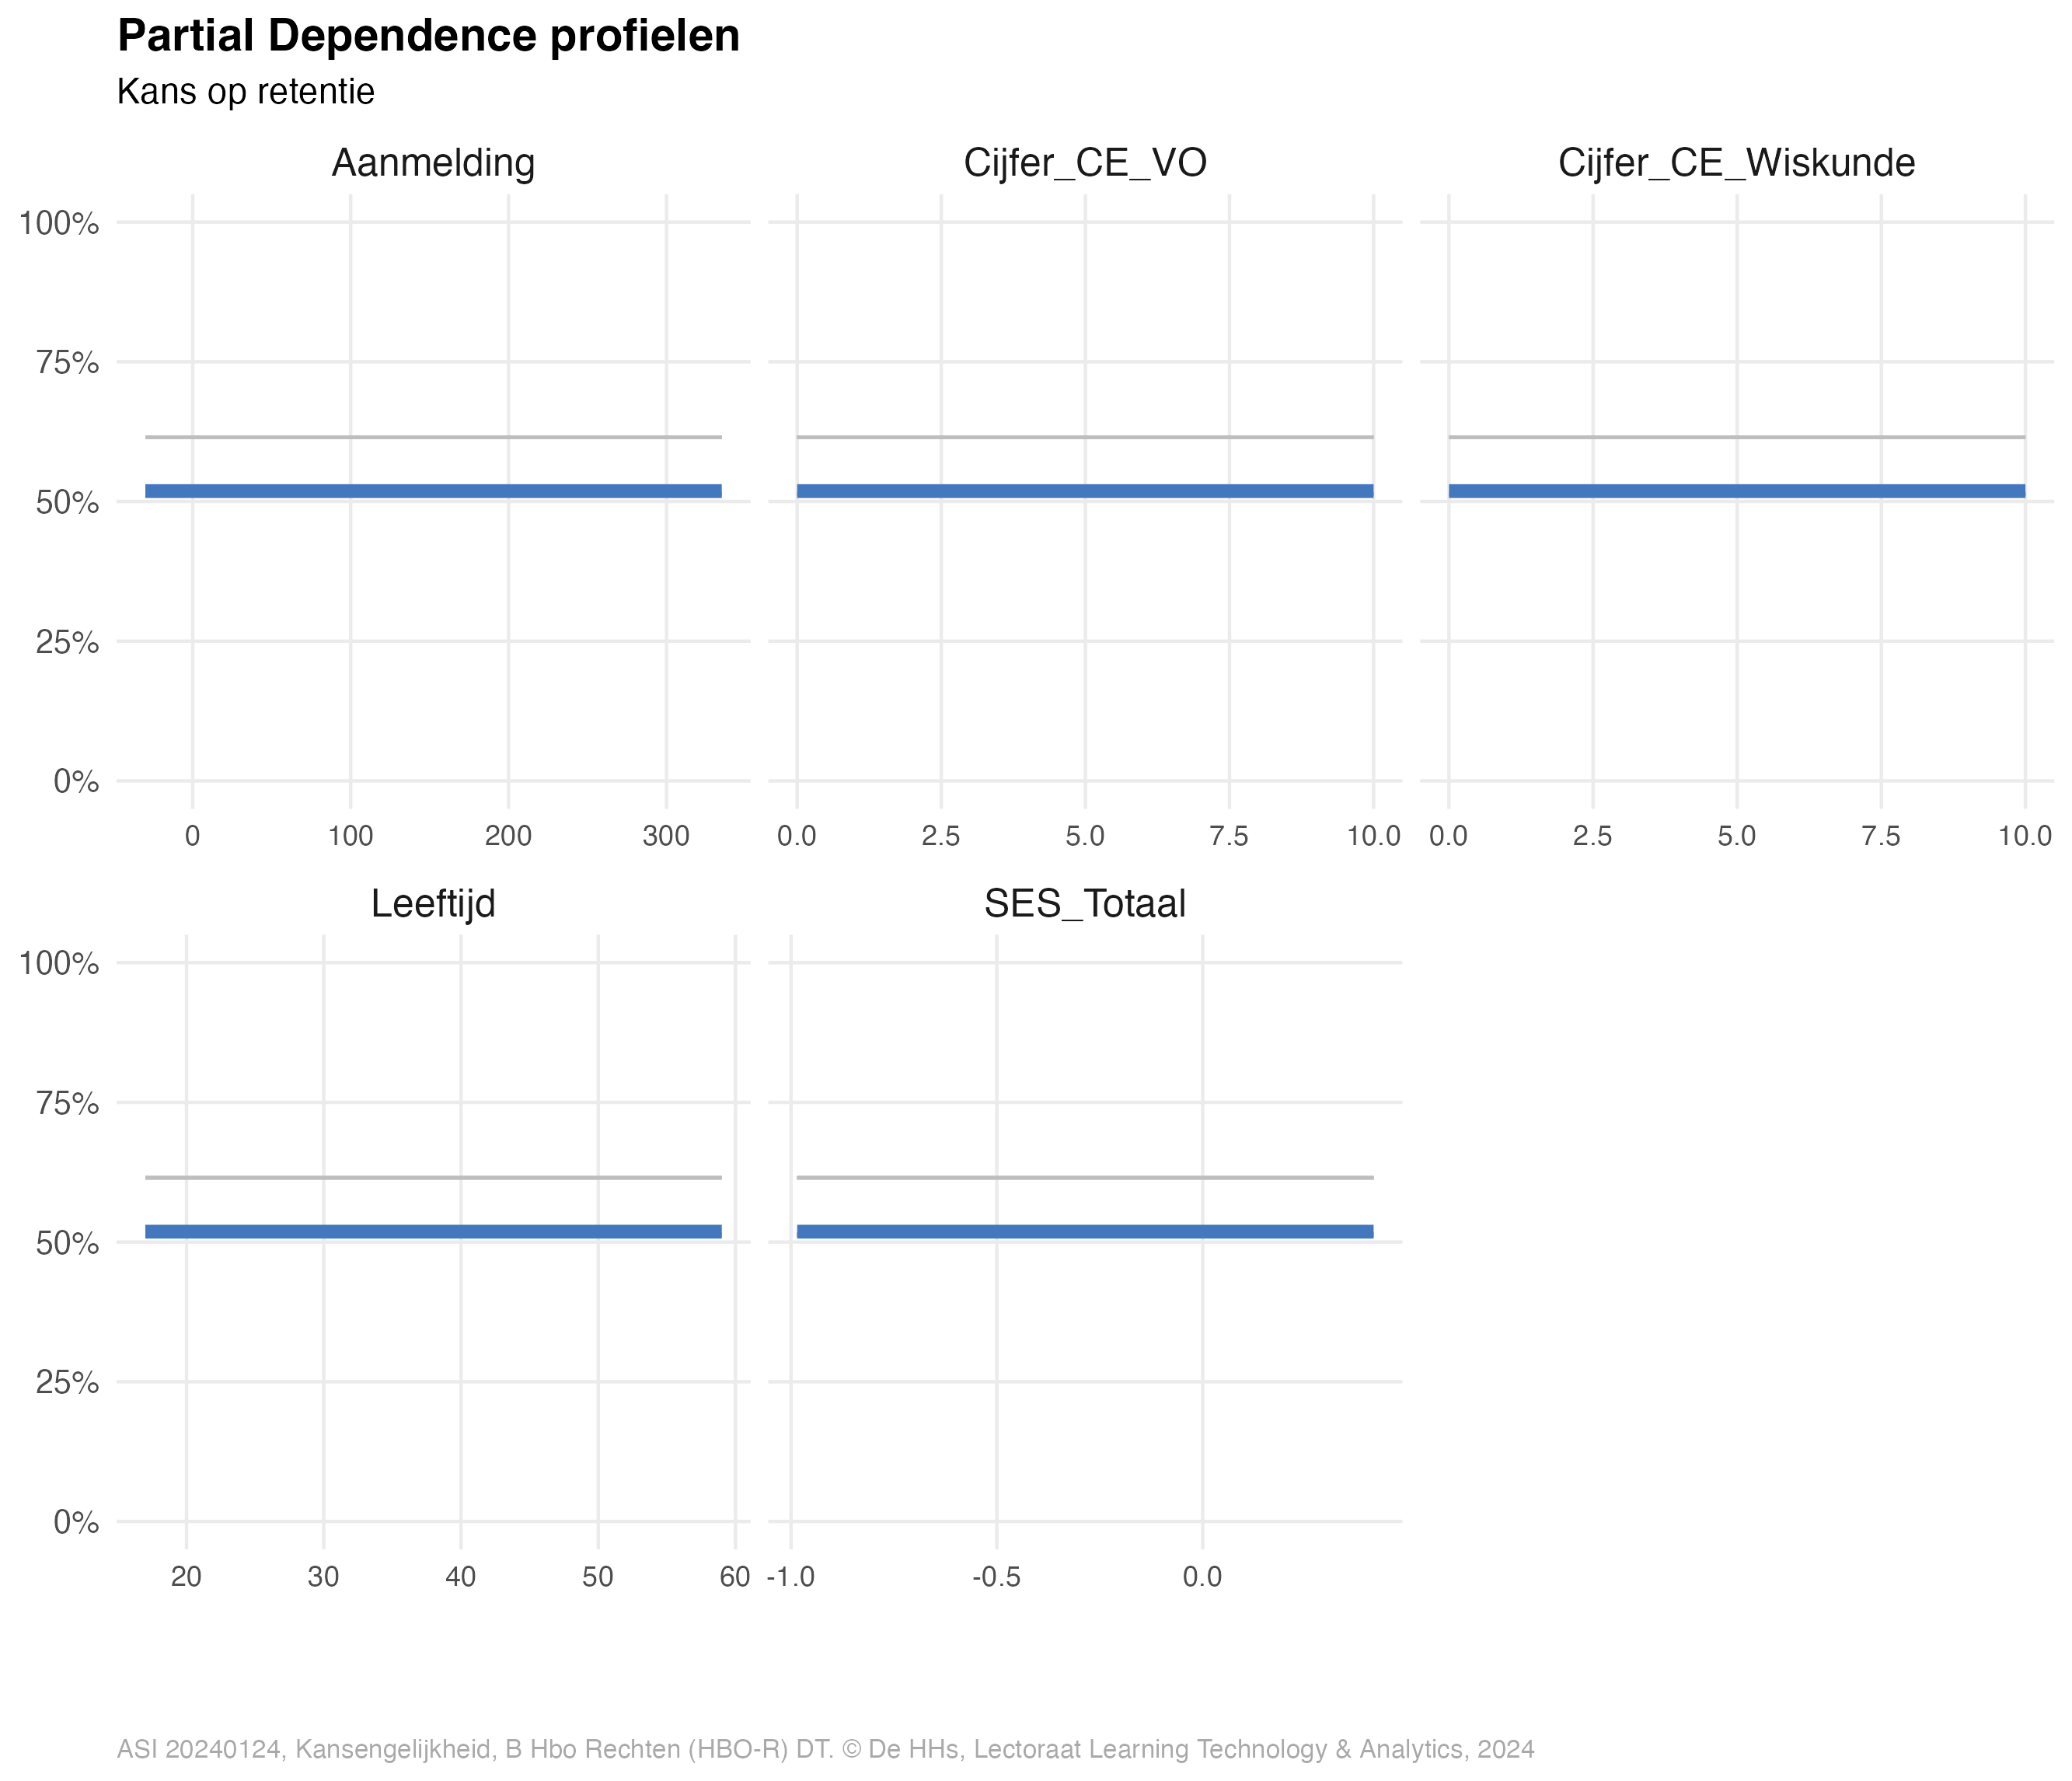 Partial Dependence profielen
Kans op retentie
Aanmelding Cijfer_CE_VO Cijfer_CE_Wiskunde
100%
75%
50%
25%
0%
0 100 200 300 0.0 2.5 5.0 7.5 10.0 0.0 2.5 5.0 7.5 10.0
Leeftijd SES_Totaal
100%
75%
50%
25%
0%
20 30 40 50 60 -1.0 -0.5 0.0
ASI 20240124, Kansengelijkheid, B Hbo Rechten (HBO-R) DT. © De HHs, Lectoraat Learning Technology & Analytics, 2024